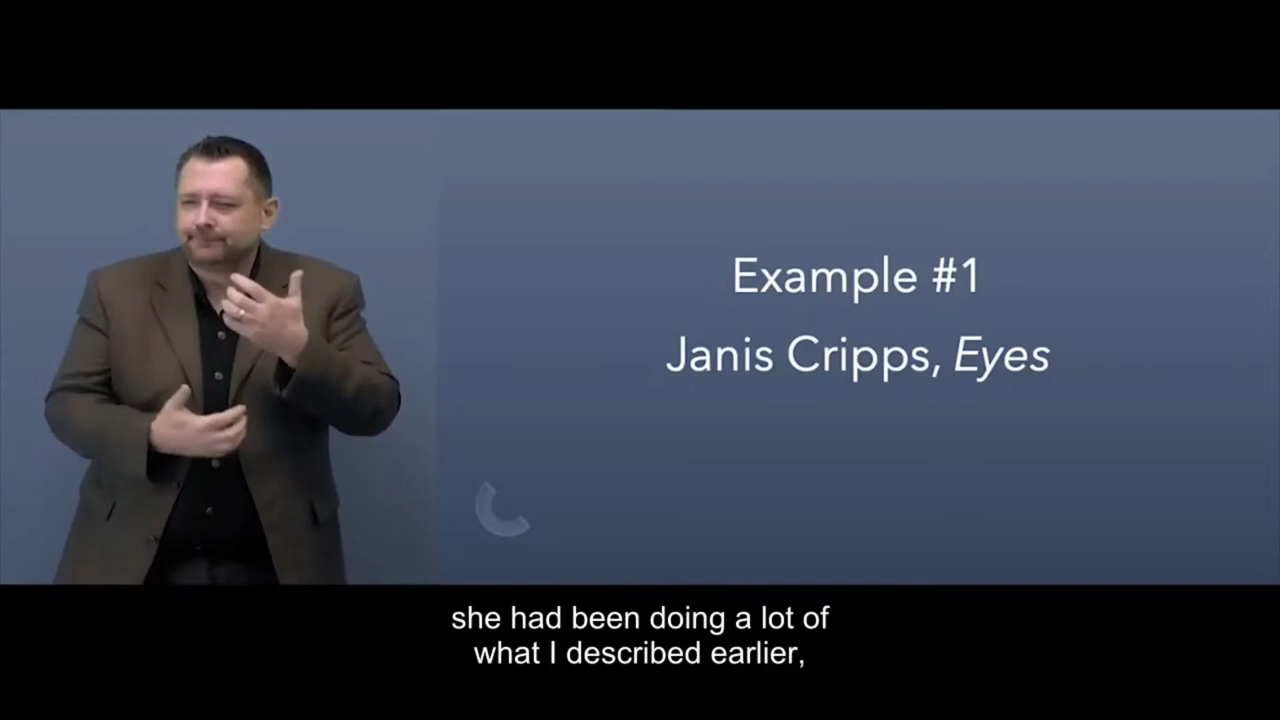 Example #1
Janis Cripps, Eyes
she had been doing a lot of
what I described earlier,